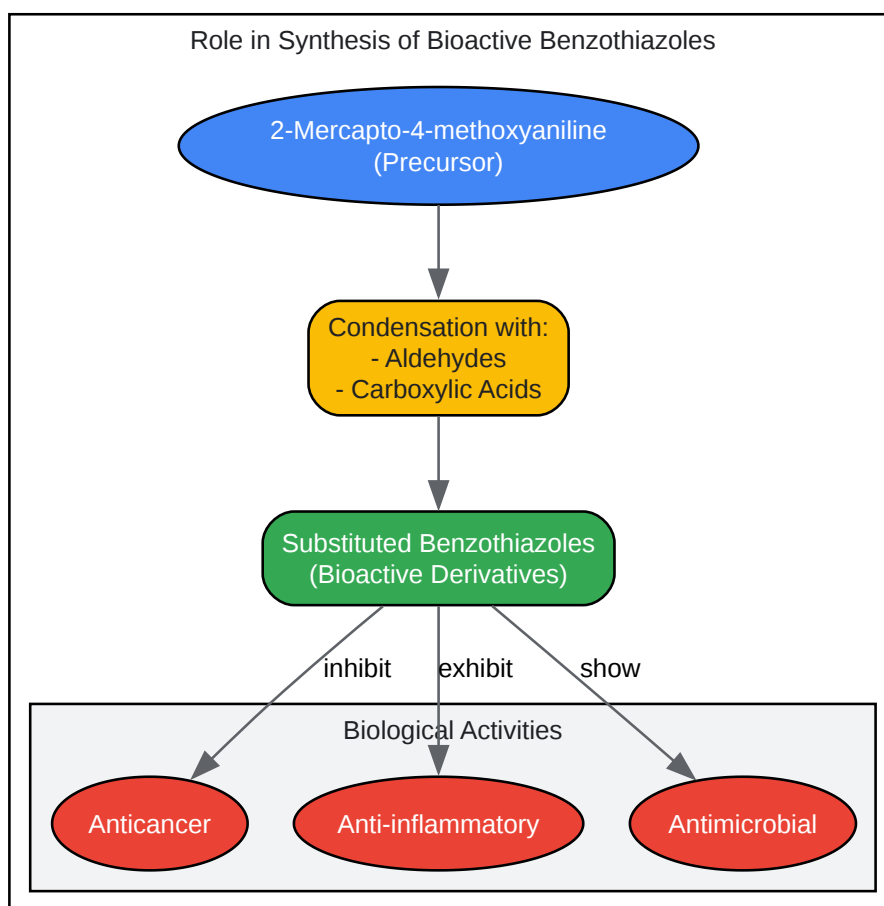 Role in Synthesis of Bioactive Benzothiazoles
2-Mercapto-4-methoxyaniline
(Precursor)
Condensation with:
- Aldehydes
- Carboxylic Acids
Substituted Benzothiazoles
(Bioactive Derivatives)
inhibit
exhibit
show
Biological Activities
Anticancer
Anti-inflammatory
Antimicrobial